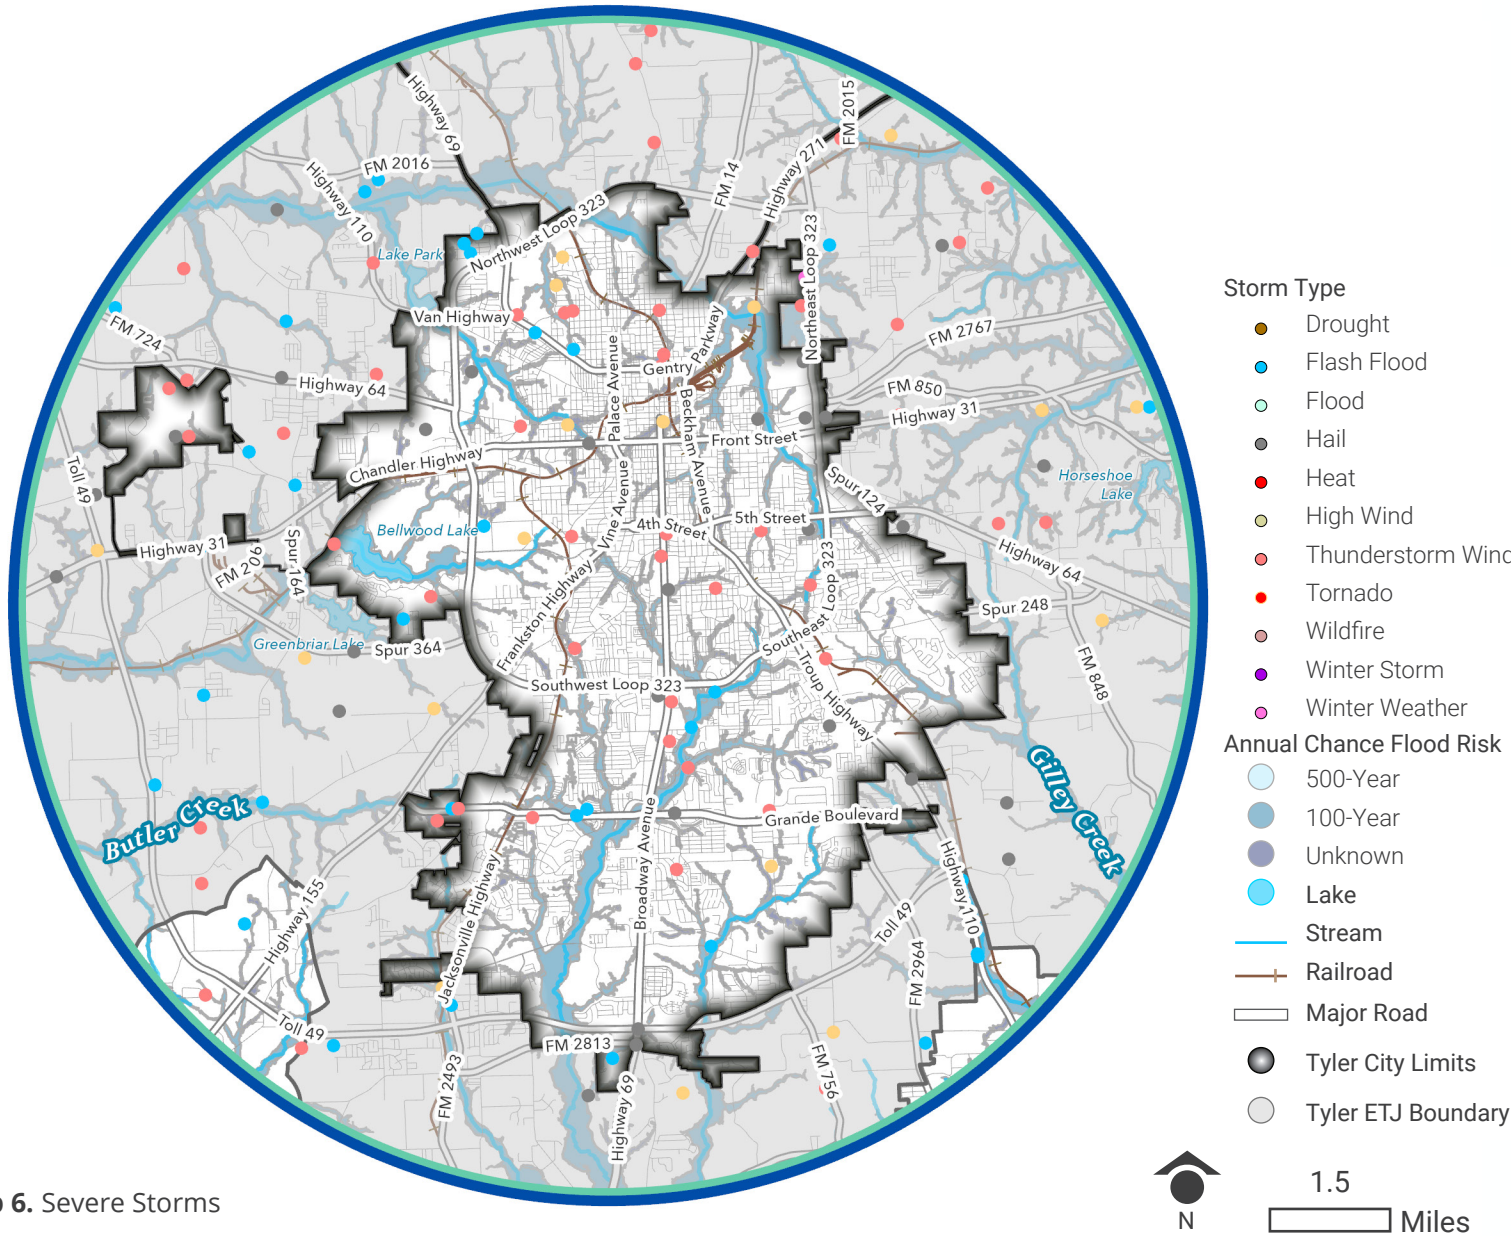 Highway 69
FM 2015
FM 2016
Highway 271
Highway 110
FM 14
Northwest Loop 323
Lake Park
Northeast Loop 323
FM 724
Van Highway
FM 2767
Palace Avenue
Gentry Parkway
Highway 64
FM 850
Highway 31
Beckham Avenue
Front Street
Chandler Highway
Toll 49
Spur 124
Horseshoe
Lake
Vine Avenue
Bellwood Lake
4th Street
5th Street
Highway 31
FM 209
Spur 164
Highway 64
Spur 248
Frankston Highway
Southeast Loop 323
Greenbriar Lake
Spur 364
FM 848
Southwest Loop 323
Troup Highway
Gilley Creek
Butler Creek
Grande Boulevard
Broadway Avenue
Highway 155
Jacksonville Highway
Highway 110
Toll 49
FM 2964
Toll 49
FM 2813
FM 2493
FM 756
Highway 69
Storm Type
Drought
Flash Flood
Flood
Hail
Heat
High Wind
Thunderstorm Wind
Tornado
Wildfire
Winter Storm
Winter Weather
Annual Chance Flood Risk
500-Year
100-Year
Unknown
Lake
Stream
Railroad
Major Road
Tyler City Limits
Tyler ETJ Boundary
N
1.5
Miles
6. Severe Storms